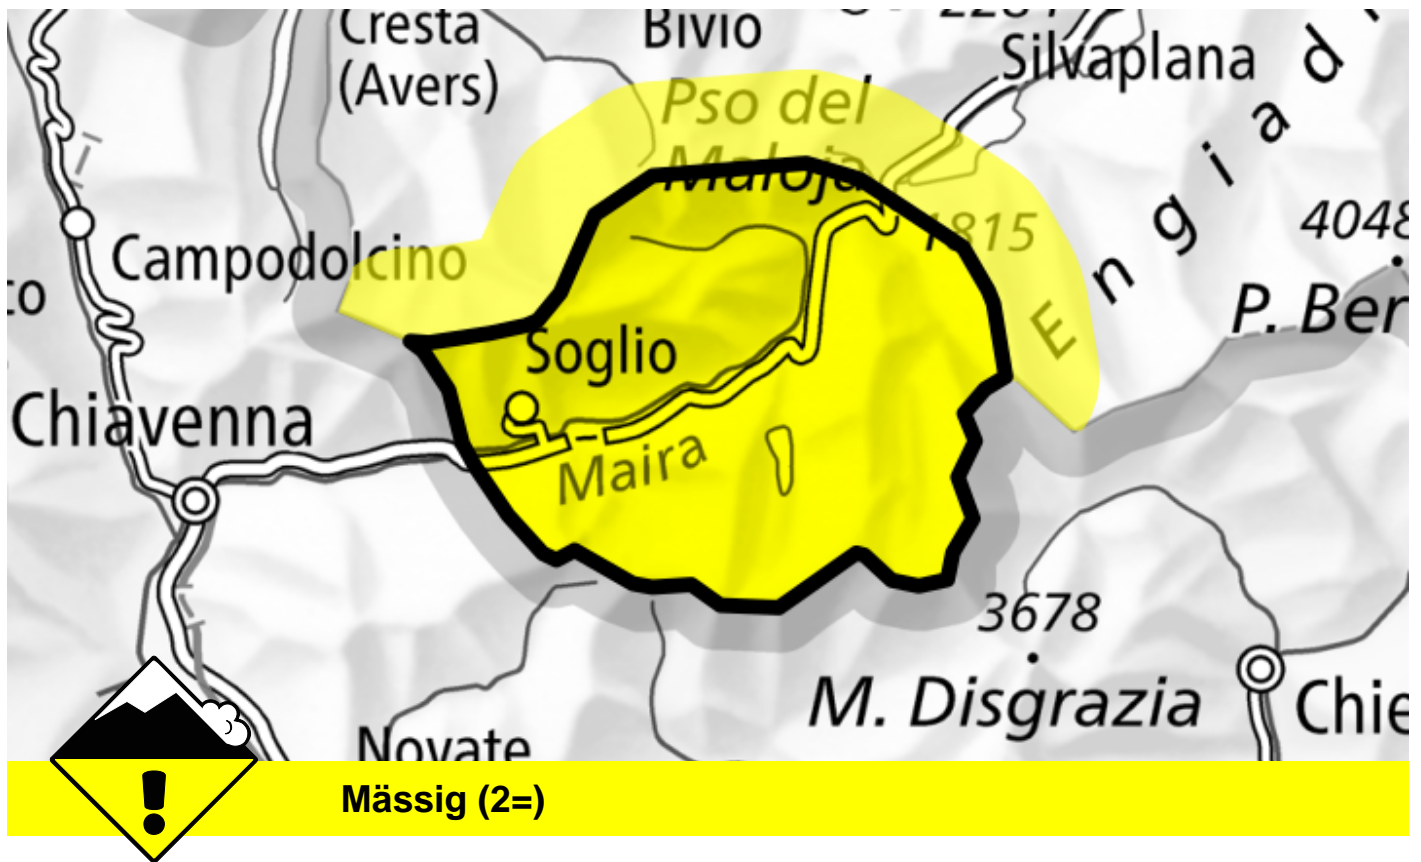 Cresta
(Avers)
Bivio
Silvaplana
Pso del
Maloja
1815
Engiad
4048
P. Ber
Campodolcino
Soglio
Chiavenna
Maira
3678
M. Disgrazia
Chie
Novate
Mässig (2=)